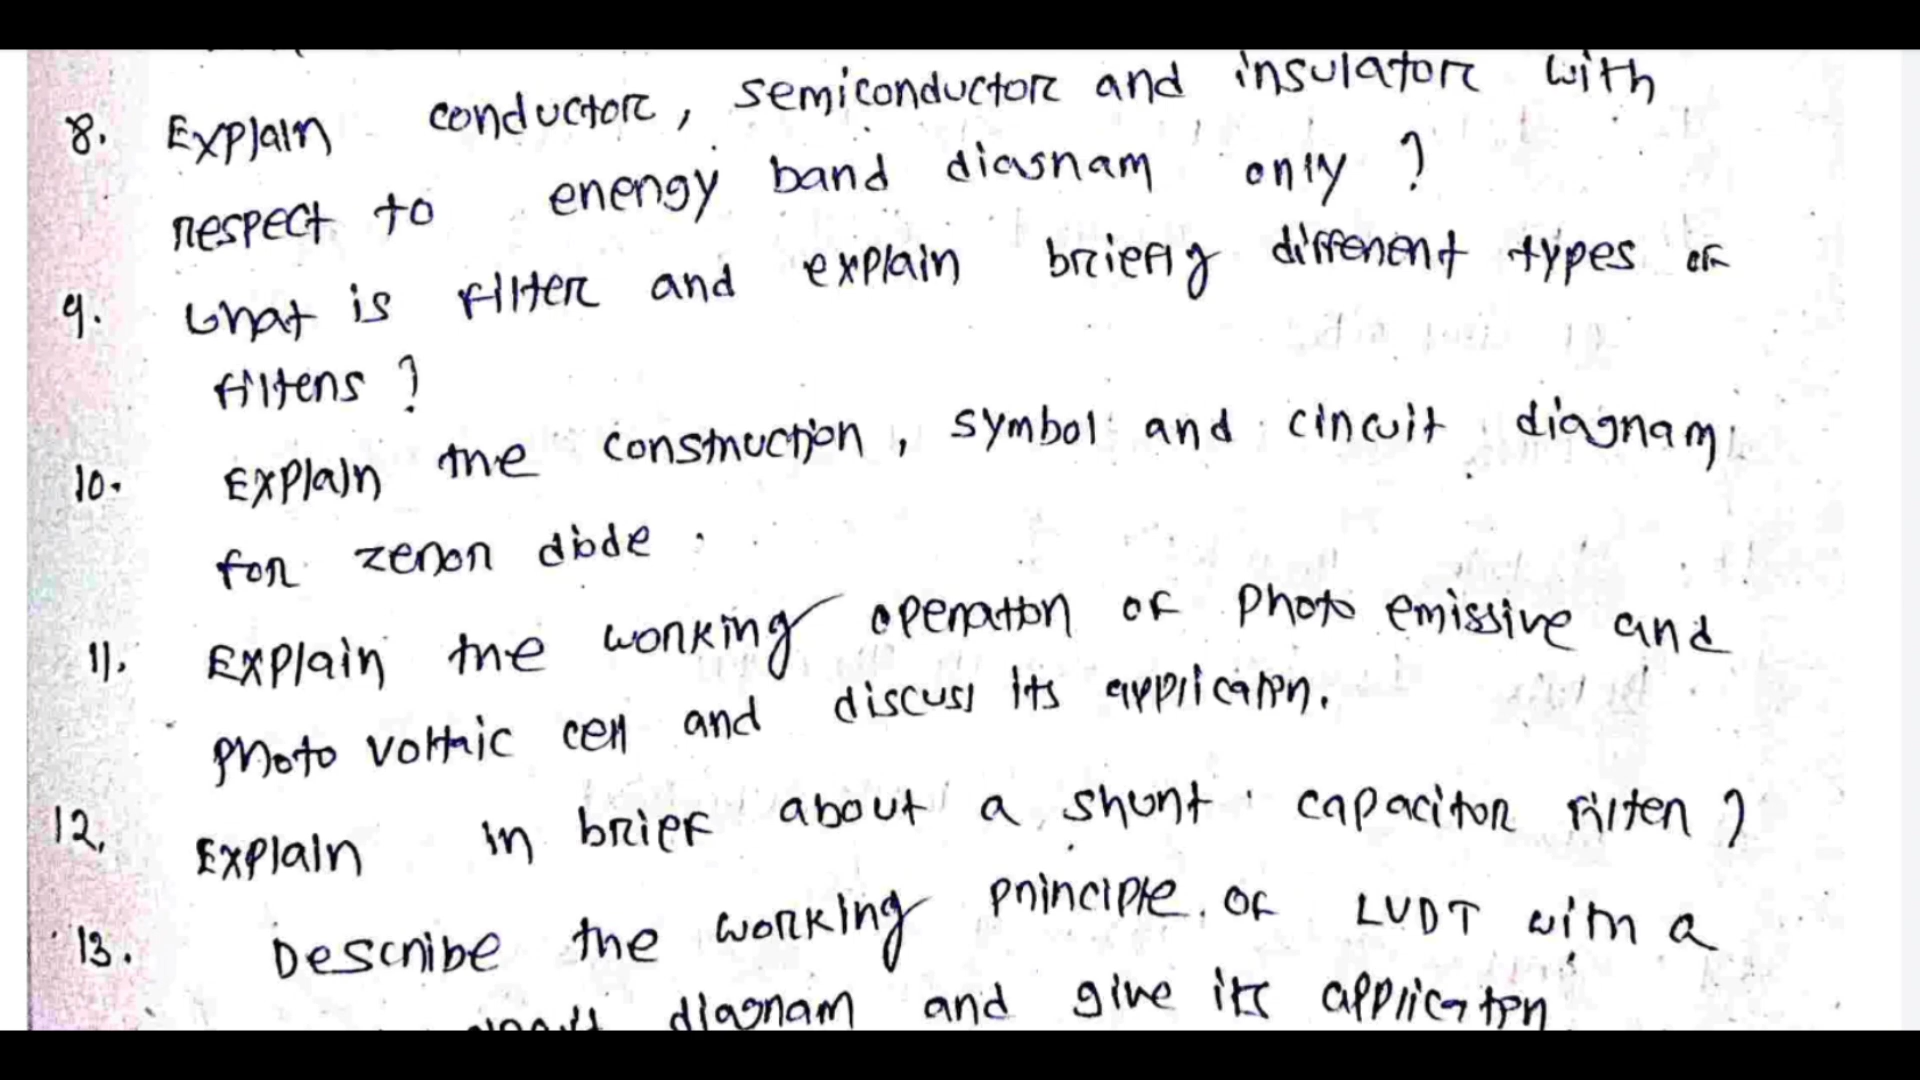 8. Explain conductor, semiconductor and insulator with
respect to energy band diagram only ?
9. What is filter and explain briefly different types of
filters ?
10. Explain the construction, symbol and circuit diagram
for zenor diode.
11. Explain the working operation of Photo emissive and
photo voltaic cell and discuss its application.
12. Explain in brief about a shunt capacitor filter ?
13. Describe the working principle of LVDT with a
circuit diagram and give its application